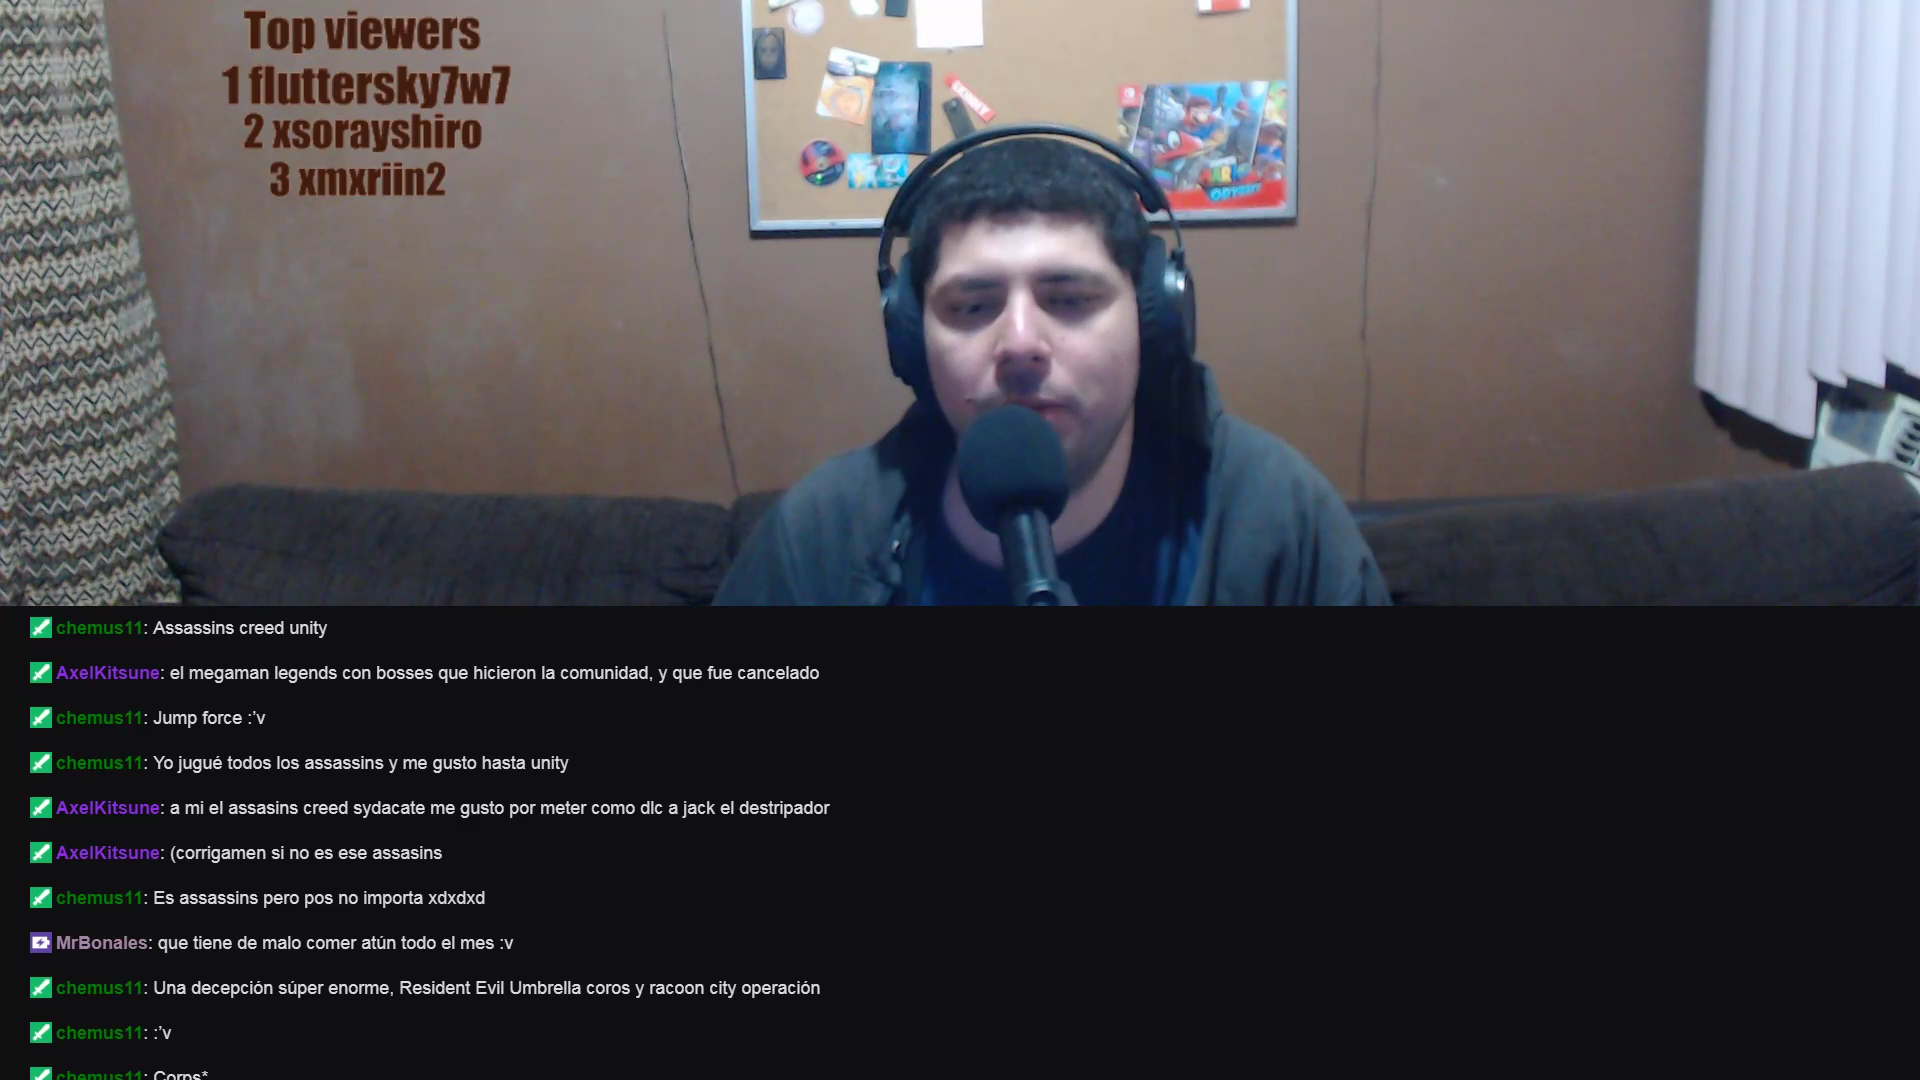 Top viewers
1 fluttersky7w7
2 xsorayshiro
3 xmxriin2
ODYSSEY
chemus11: Assassins creed unity
AxelKitsune: el megaman legends con bosses que hicieron la comunidad, y que fue cancelado
chemus11: Jump force :'v
chemus11: Yo jugué todos los assassins y me gusto hasta unity
AxelKitsune: a mi el assasins creed sydacate me gusto por meter como dlc a jack el destripador
AxelKitsune: (corrigamen si no es ese assasins
chemus11: Es assassins pero pos no importa xdxdxd
MrBonales: que tiene de malo comer atún todo el mes :v
chemus11: Una decepción súper enorme, Resident Evil Umbrella coros y racoon city operación
chemus11: :'v
chemus11: Corps*